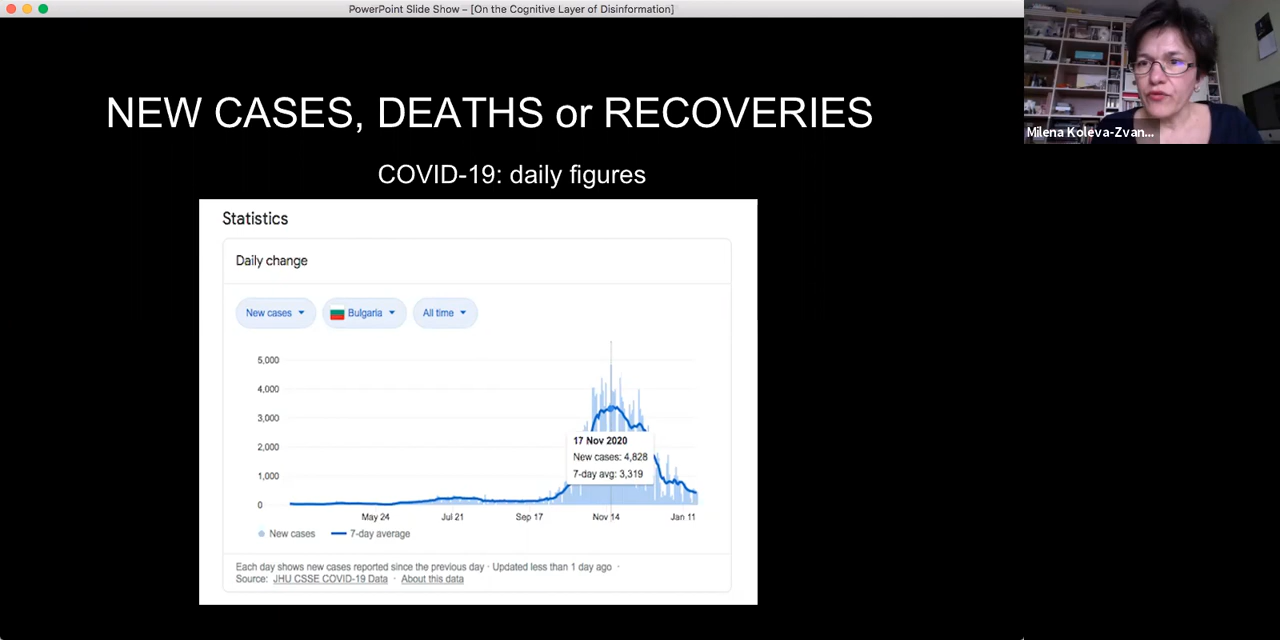 PowerPoint Slide Show – [On the Cognitive Layer of Disinformation]
Milena Koleva-Zvan...
NEW CASES, DEATHS or RECOVERIES
COVID-19: daily figures
Statistics
Daily change
New cases
Bulgaria
All time
5,000
4,000
3,000
2,000
1,000
0
17 Nov 2020
New cases: 4,828
7-day avg: 3,319
May 24
Jul 21
Sep 17
Nov 14
Jan 11
New cases
7-day average
Each day shows new cases reported since the previous day · Updated less than 1 day ago ·
Source: JHU CSSE COVID-19 Data · About this data